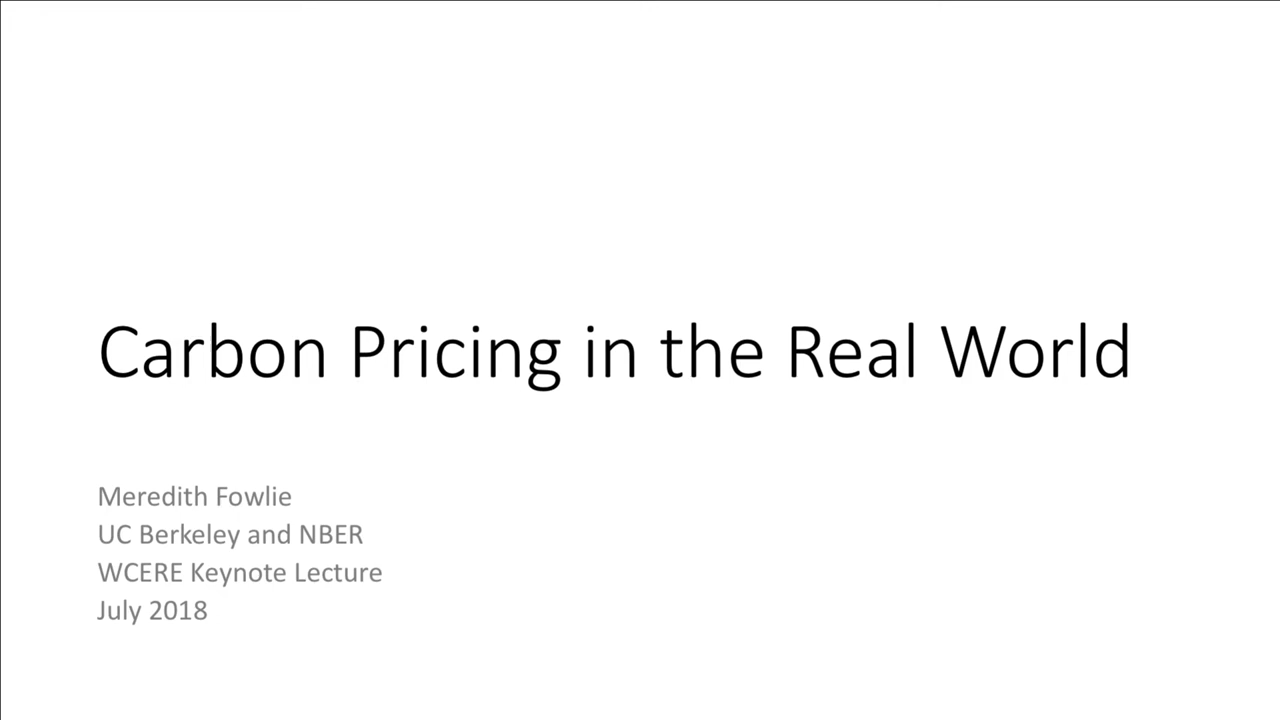 Carbon Pricing in the Real World
Meredith Fowlie
UC Berkeley and NBER
WCERE Keynote Lecture
July 2018